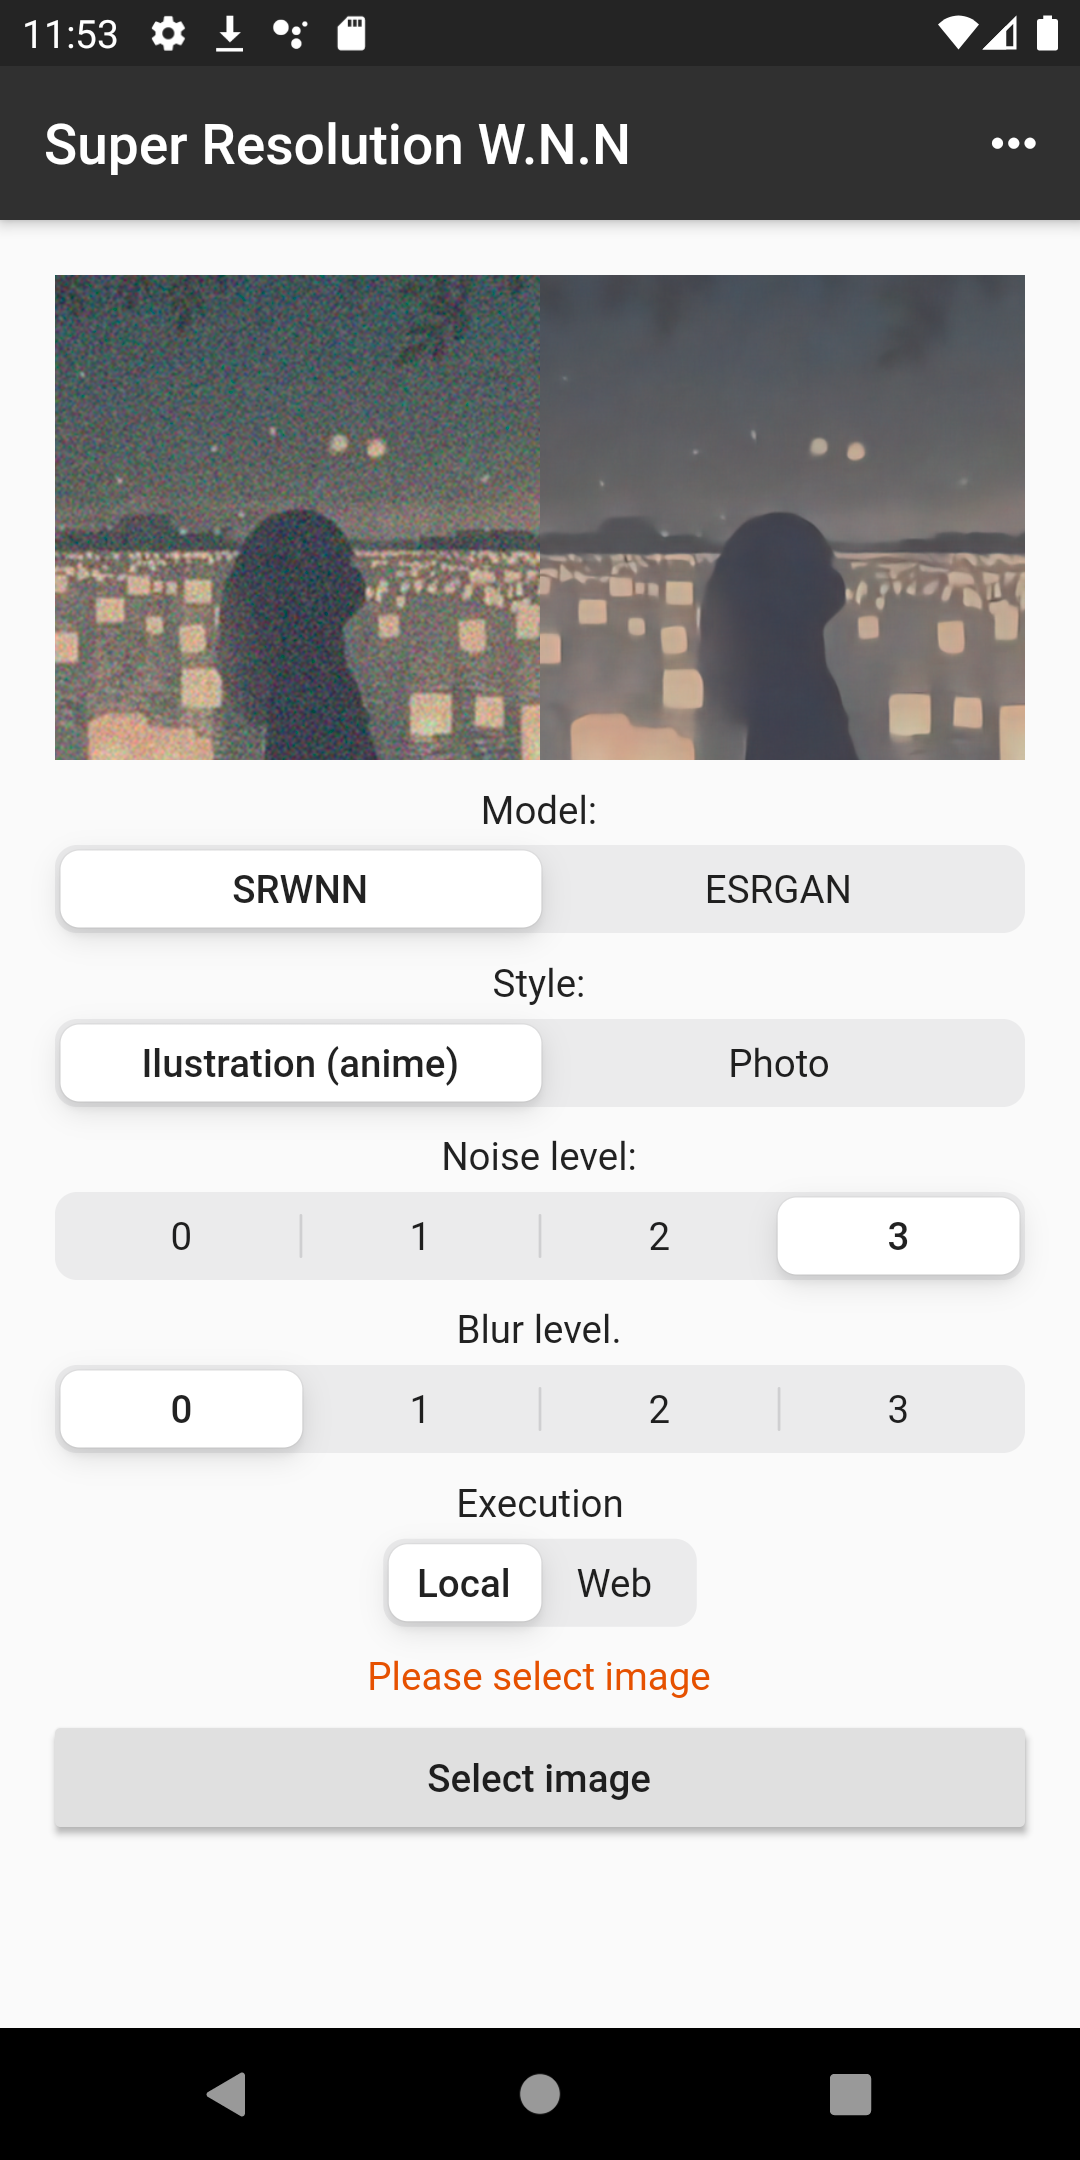 11:53
Super Resolution W.N.N
Model:
SRWNN ESRGAN
Style:
Ilustration (anime) Photo
Noise level:
0 1 2 3
Blur level.
0 1 2 3
Execution
Local Web
Please select image
Select image